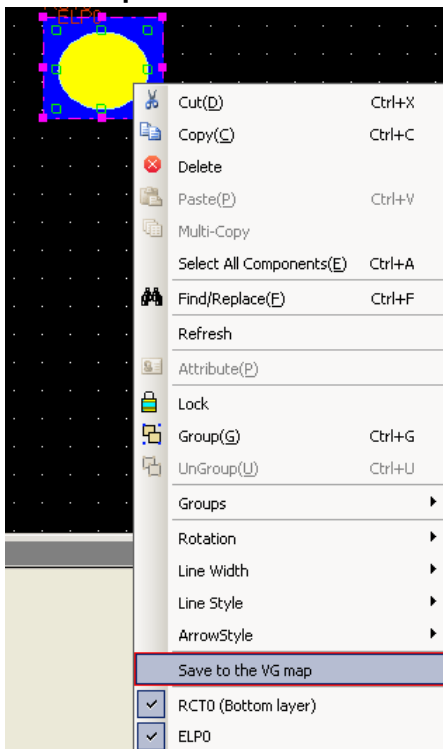 ELP0
Cut(D) Ctrl+X
Copy(C) Ctrl+C
Delete
Paste(P) Ctrl+V
Multi-Copy
Select All Components(E) Ctrl+A
Find/Replace(F) Ctrl+F
Refresh
Attribute(P)
Lock
Group(G) Ctrl+G
UnGroup(U) Ctrl+U
Groups
Rotation
Line Width
Line Style
ArrowStyle
Save to the VG map
RCT0 (Bottom layer)
ELP0